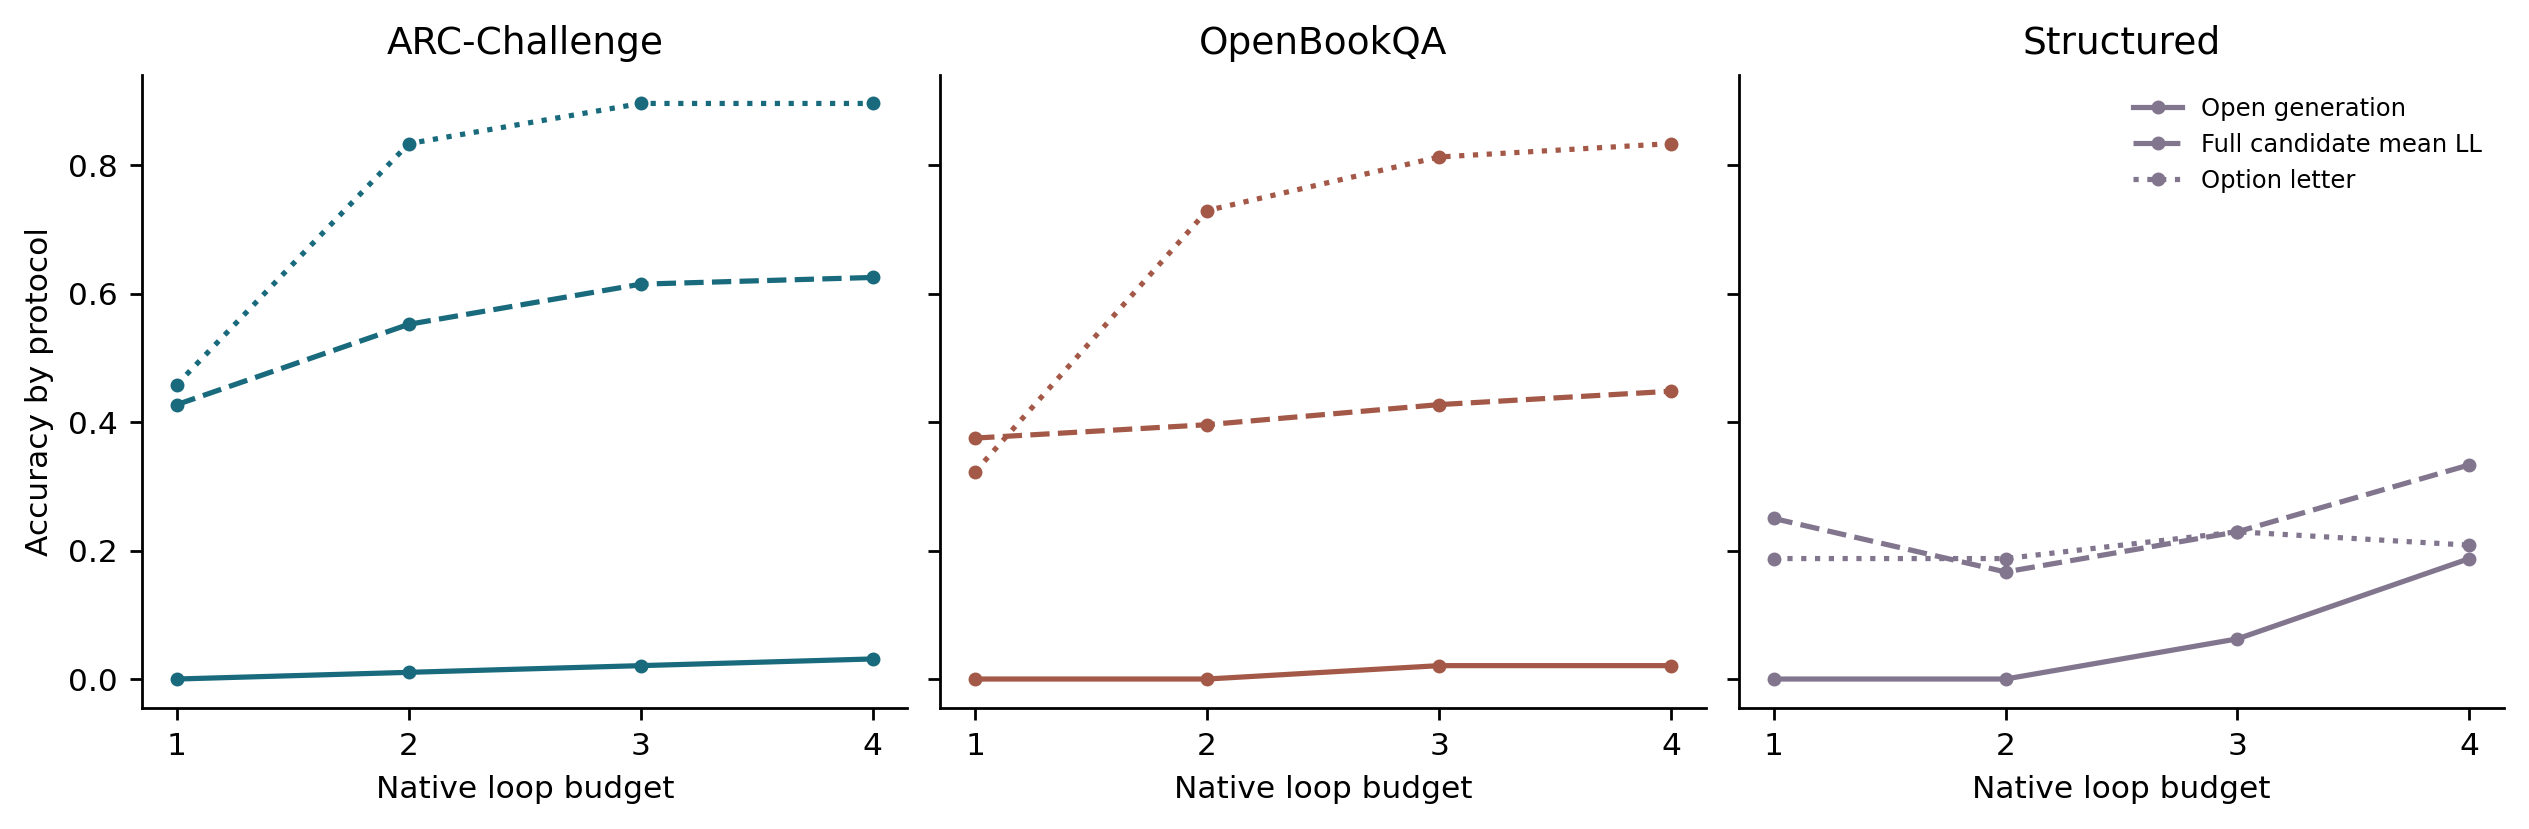 ARC-Challenge
OpenBookQA
Structured
Open generation
Full candidate mean LL
Option letter
Accuracy by protocol
0.8
0.6
0.4
0.2
0.0
1 2 3 4
1 2 3 4
1 2 3 4
Native loop budget
Native loop budget
Native loop budget